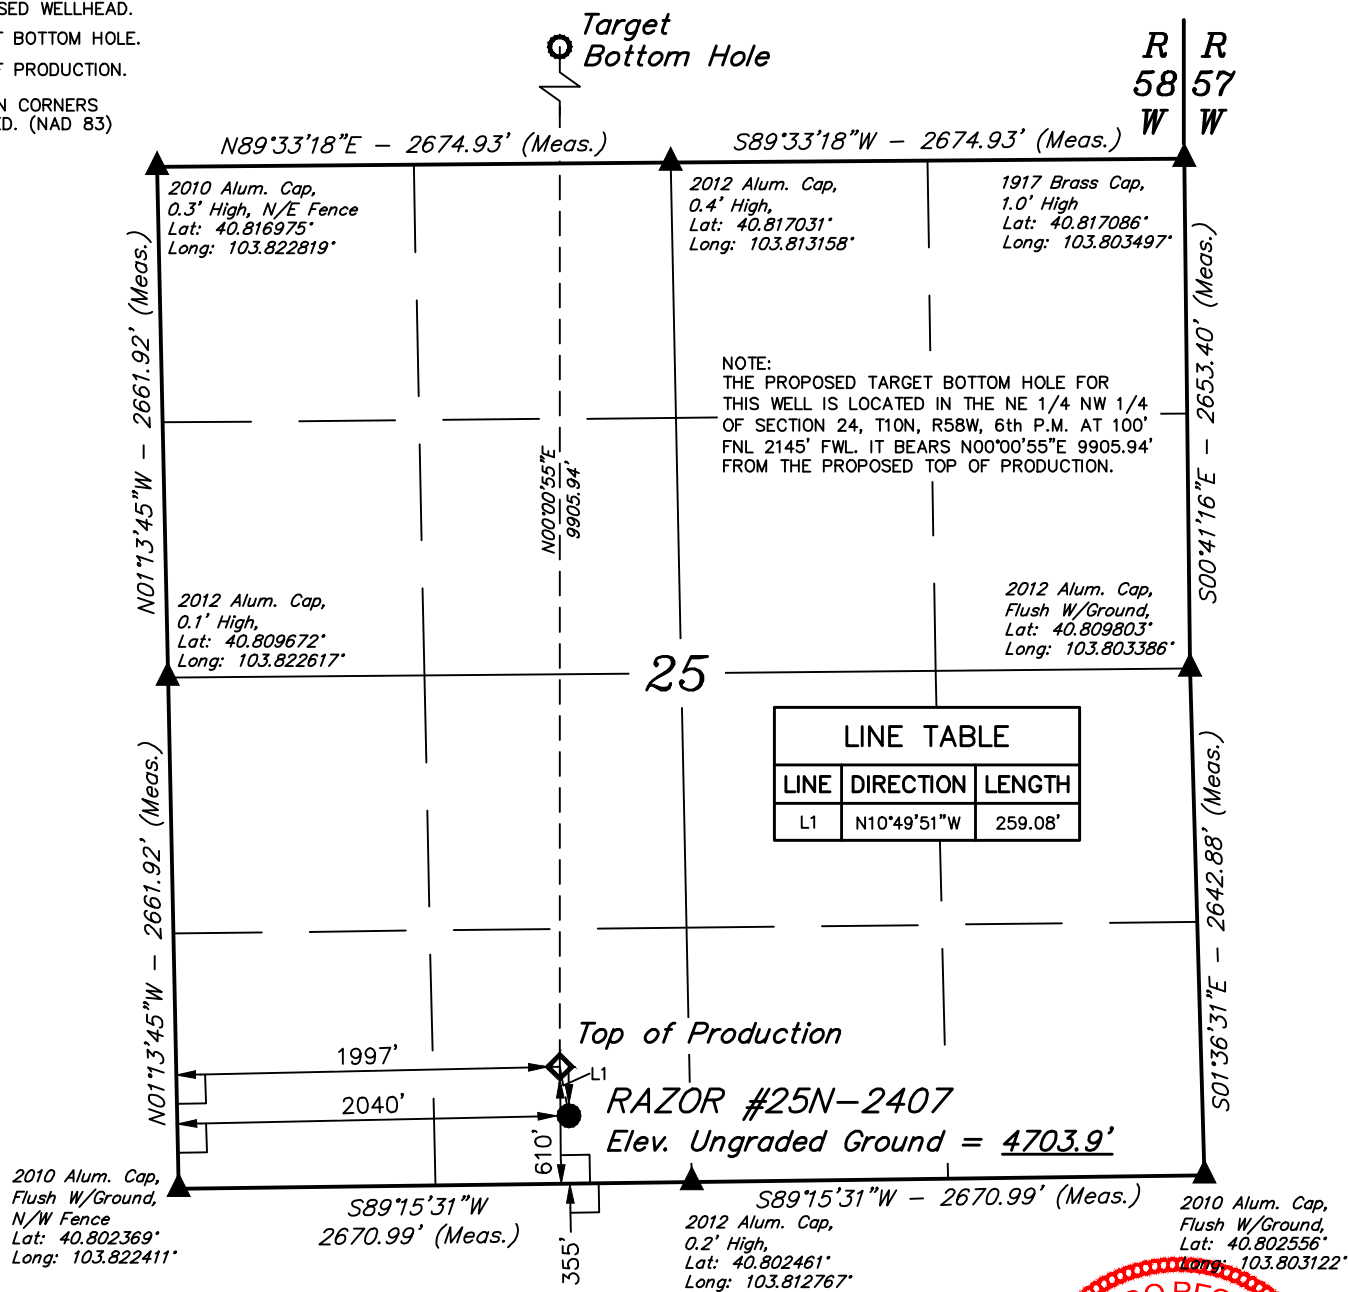 SED WELLHEAD.
T BOTTOM HOLE.
F PRODUCTION.
N CORNERS
ED. (NAD 83)
Target
Bottom Hole
R R
58 57
W W
N89°33'18"E - 2674.93' (Meas.)
S89°33'18"W - 2674.93' (Meas.)
2010 Alum. Cap,
0.3' High, N/E Fence
Lat: 40.816975°
Long: 103.822819°
2012 Alum. Cap,
0.4' High,
Lat: 40.817031°
Long: 103.813158°
1917 Brass Cap,
1.0' High
Lat: 40.817086°
Long: 103.803497°
N01°13'45"W - 2661.92' (Meas.)
S00°41'16"E - 2653.40' (Meas.)
NOTE:
THE PROPOSED TARGET BOTTOM HOLE FOR
THIS WELL IS LOCATED IN THE NE 1/4 NW 1/4
OF SECTION 24, T10N, R58W, 6th P.M. AT 100'
FNL 2145' FWL. IT BEARS N00°00'55"E 9905.94'
FROM THE PROPOSED TOP OF PRODUCTION.
N00°00'55"E
9905.94'
2012 Alum. Cap,
0.1' High,
Lat: 40.809672°
Long: 103.822617°
2012 Alum. Cap,
Flush W/Ground,
Lat: 40.809803°
Long: 103.803386°
25
LINE TABLE
LINE DIRECTION LENGTH
L1 N10°49'51"W 259.08'
N01°13'45"W - 2661.92' (Meas.)
S01°36'31"E - 2642.88' (Meas.)
Top of Production
1997'
L1
2040'
RAZOR #25N-2407
Elev. Ungraded Ground = 4703.9'
610'
355'
2010 Alum. Cap,
Flush W/Ground,
N/W Fence
Lat: 40.802369°
Long: 103.822411°
S89°15'31"W
2670.99' (Meas.)
S89°15'31"W - 2670.99' (Meas.)
2012 Alum. Cap,
0.2' High,
Lat: 40.802461°
Long: 103.812767°
2010 Alum. Cap,
Flush W/Ground,
Lat: 40.802556°
Long: 103.803122°